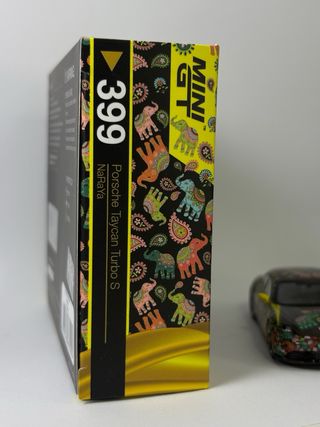 MINI
GT
399
Porsche Taycan Turbo S
NaRaYa